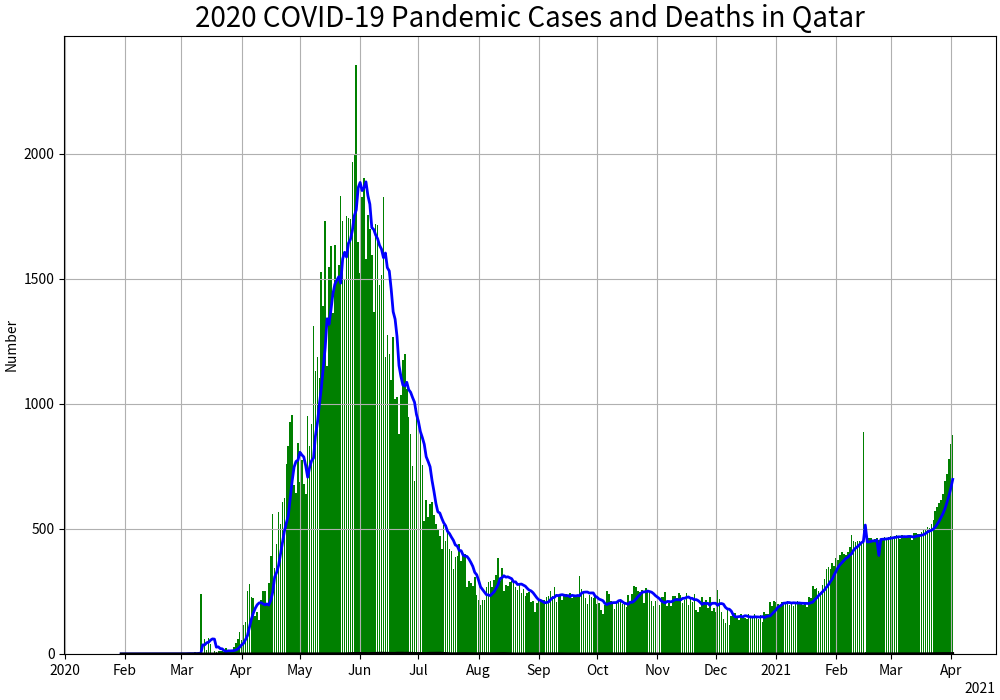 2020 COVID-19 Pandemic Cases and Deaths in Qatar
Number
2000
1500
1000
500
0
2020 Feb Mar Apr May Jun Jul Aug Sep Oct Nov Dec 2021 Feb Mar Apr
2021